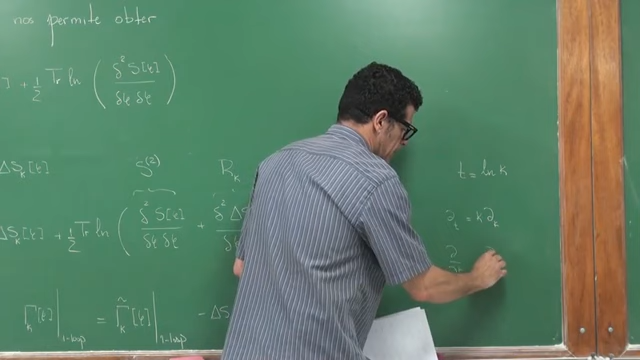 nos permite obter
] + 1/2 Tr ln ( δ²S[φ] / δφ δφ )
ΔS_k[φ] S^(2) R_k t = ln k
ΔS_k[φ] + 1/2 Tr ln ( δ²S[φ] / δφ δφ + δ²ΔS ∂_t = k∂_k
∂
Γ_k[φ] |_1-loop = Γ̃_k[φ] |_1-loop - ΔS